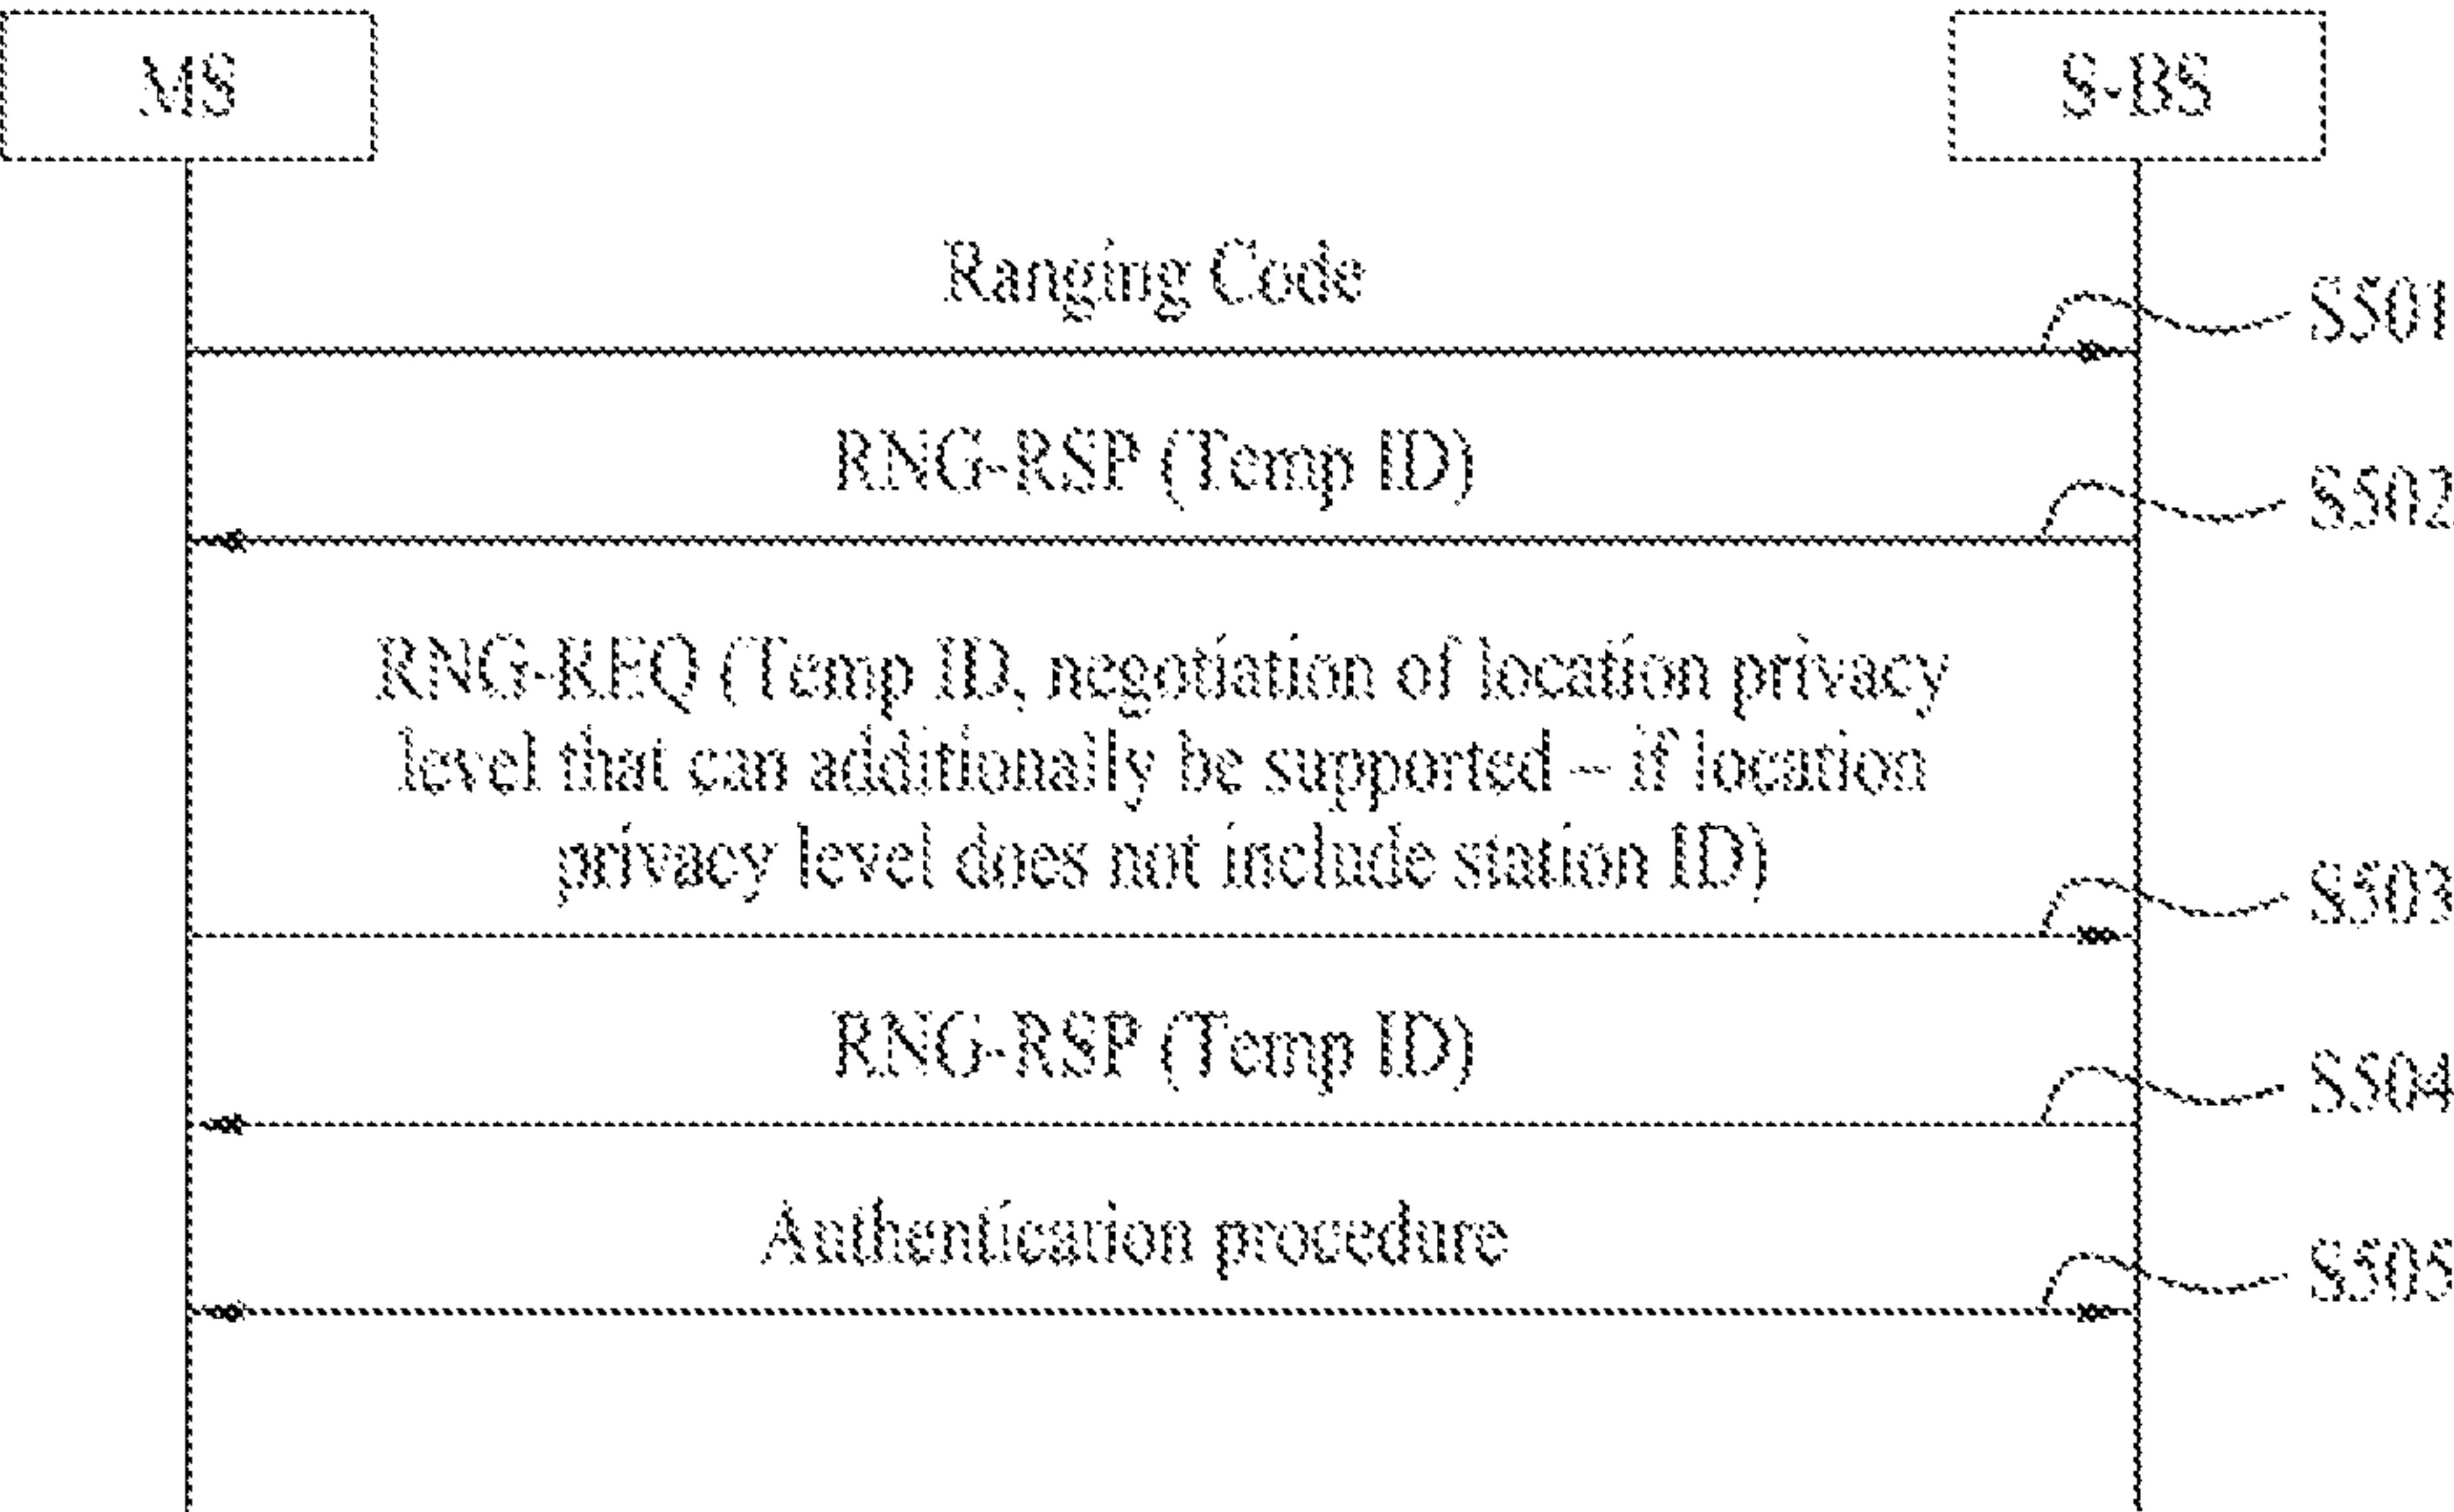 MS
S-BS
Ranging Code
S501
RNG-RSP (Temp ID)
S502
RNG-REQ (Temp ID, negotiation of location privacy
level that can additionally be supported – if location
privacy level does not include station ID)
S503
RNG-RSP (Temp ID)
S504
Authentication procedure
S505